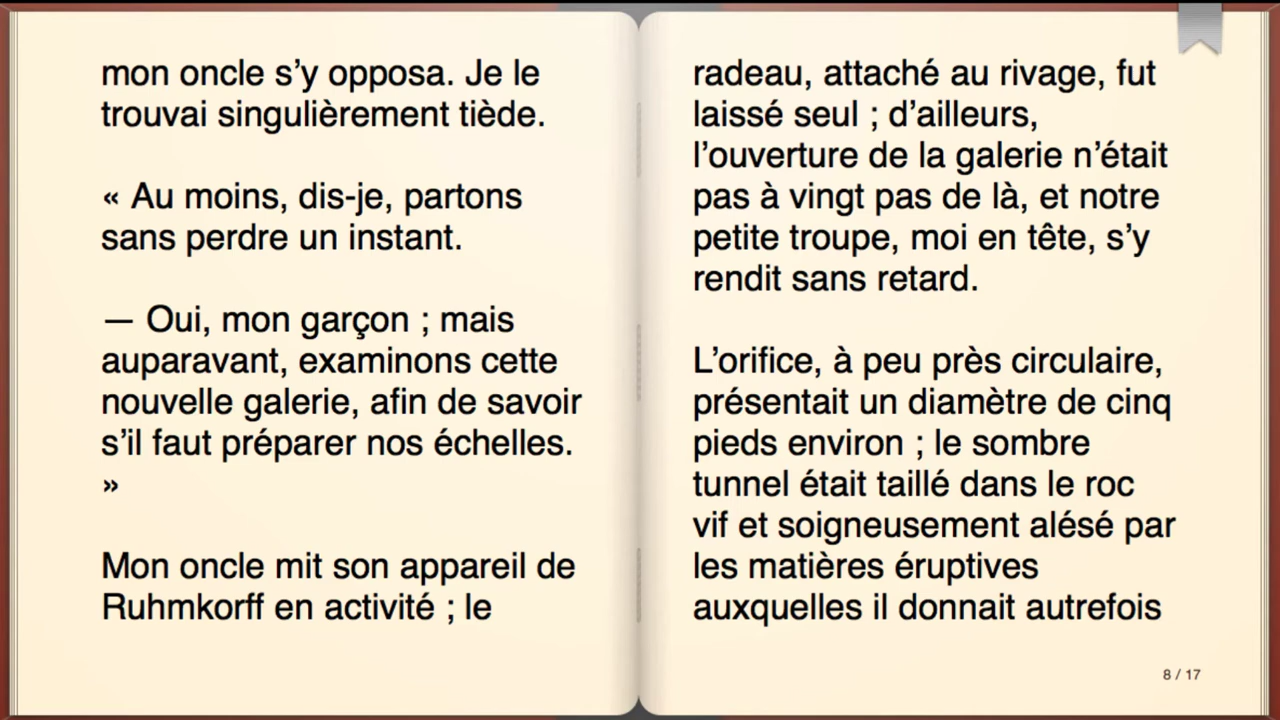 mon oncle s’y opposa. Je le
trouvai singulièrement tiède.
« Au moins, dis-je, partons
sans perdre un instant.
— Oui, mon garçon ; mais
auparavant, examinons cette
nouvelle galerie, afin de savoir
s’il faut préparer nos échelles.
»
Mon oncle mit son appareil de
Ruhmkorff en activité ; le
radeau, attaché au rivage, fut
laissé seul ; d’ailleurs,
l’ouverture de la galerie n’était
pas à vingt pas de là, et notre
petite troupe, moi en tête, s’y
rendit sans retard.
L’orifice, à peu près circulaire,
présentait un diamètre de cinq
pieds environ ; le sombre
tunnel était taillé dans le roc
vif et soigneusement alésé par
les matières éruptives
auxquelles il donnait autrefois
8 / 17